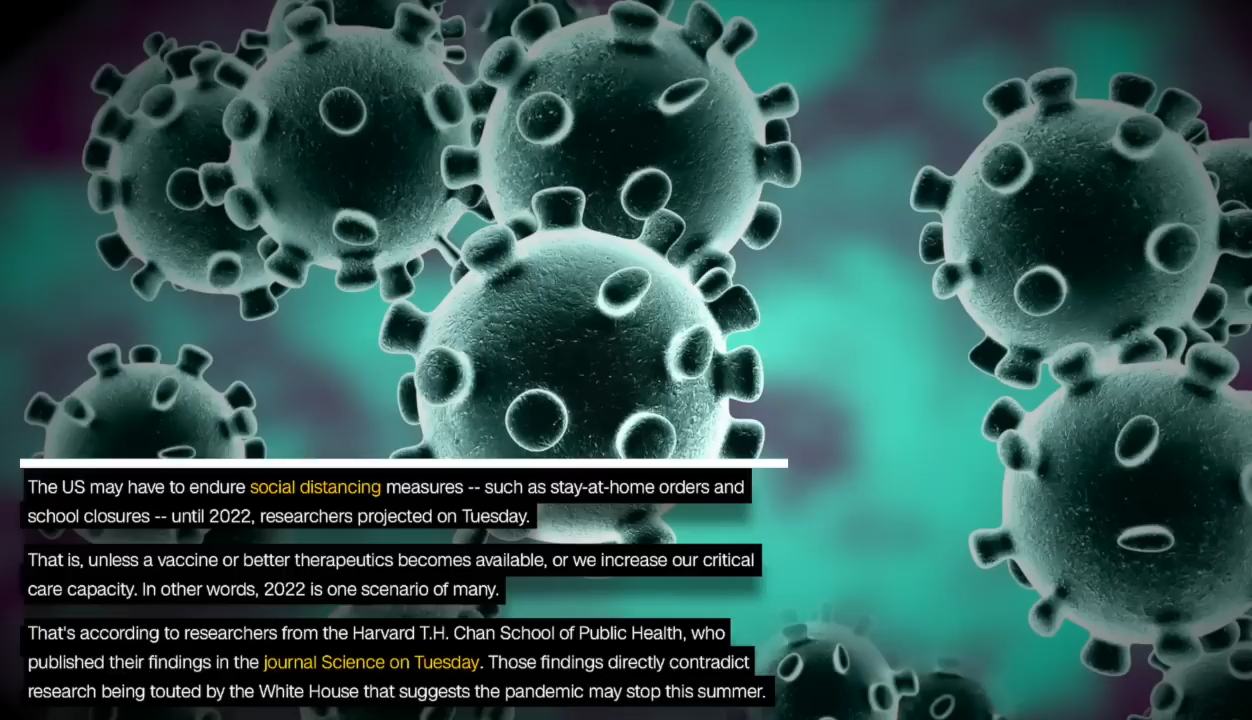 The US may have to endure social distancing measures -- such as stay-at-home orders and
school closures -- until 2022, researchers projected on Tuesday.
That is, unless a vaccine or better therapeutics becomes available, or we increase our critical
care capacity. In other words, 2022 is one scenario of many.
That's according to researchers from the Harvard T.H. Chan School of Public Health, who
published their findings in the journal Science on Tuesday. Those findings directly contradict
research being touted by the White House that suggests the pandemic may stop this summer.